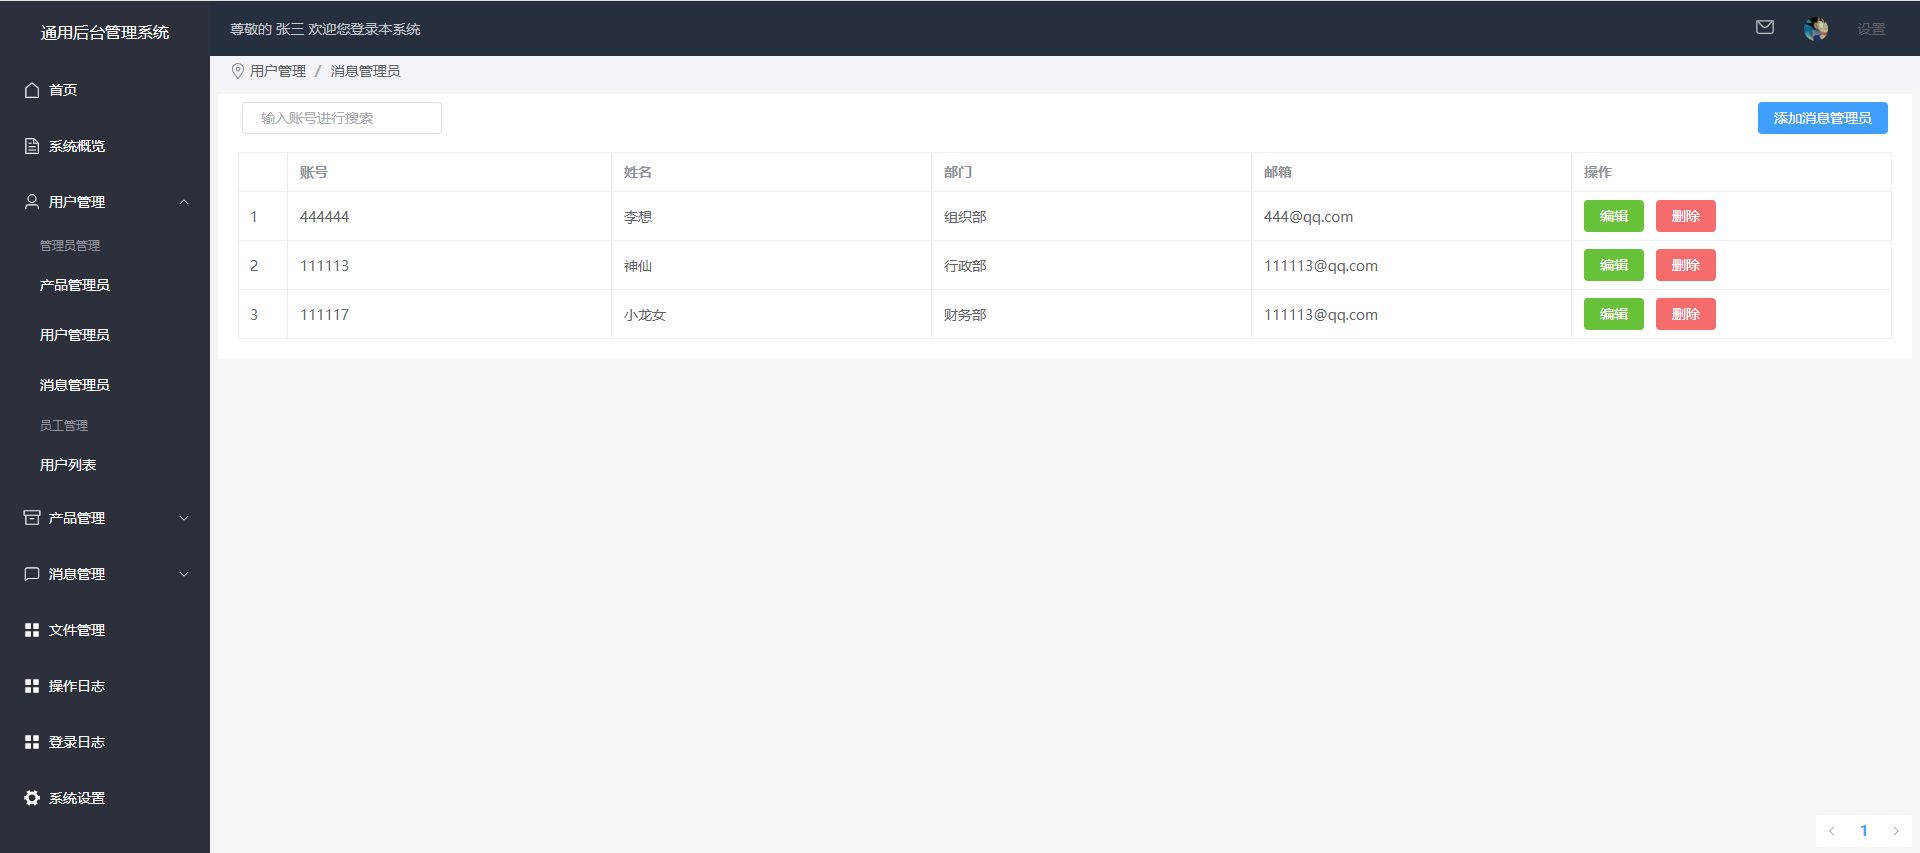 通用后台管理系统
首页
系统概览
用户管理
管理员管理
产品管理员
用户管理员
消息管理员
员工管理
用户列表
产品管理
消息管理
文件管理
操作日志
登录日志
系统设置
尊敬的 张三 欢迎您登录本系统
设置
用户管理 / 消息管理员
输入账号进行搜索
添加消息管理员
账号 姓名 部门 邮箱 操作
1 444444 李想 组织部 444@qq.com 编辑 删除
2 111113 神仙 行政部 111113@qq.com 编辑 删除
3 111117 小龙女 财务部 111113@qq.com 编辑 删除
1